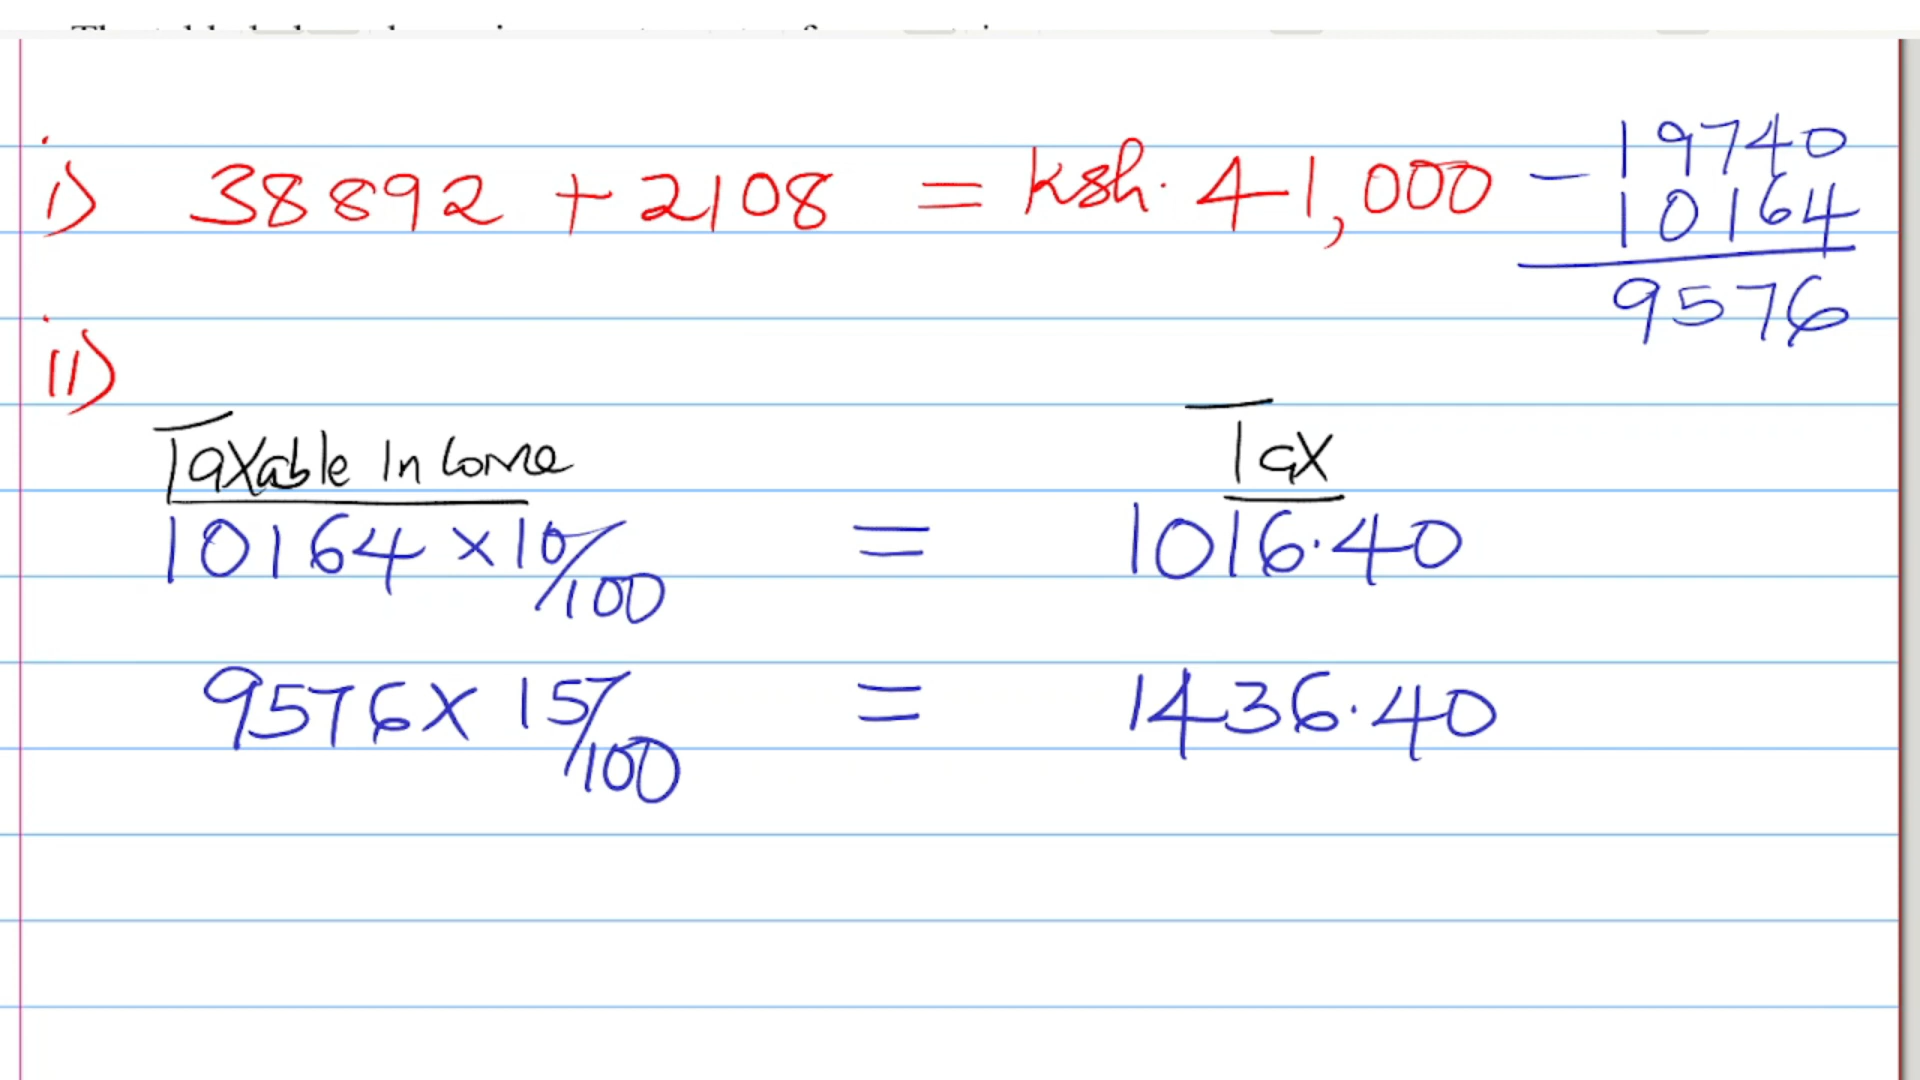 i) 38892 + 2108 = Ksh. 41,000
- 19740
10164
9576
ii)
Taxable Income
Tax
10164 × 10/100 = 1016.40
9576 × 15/100 = 1436.40